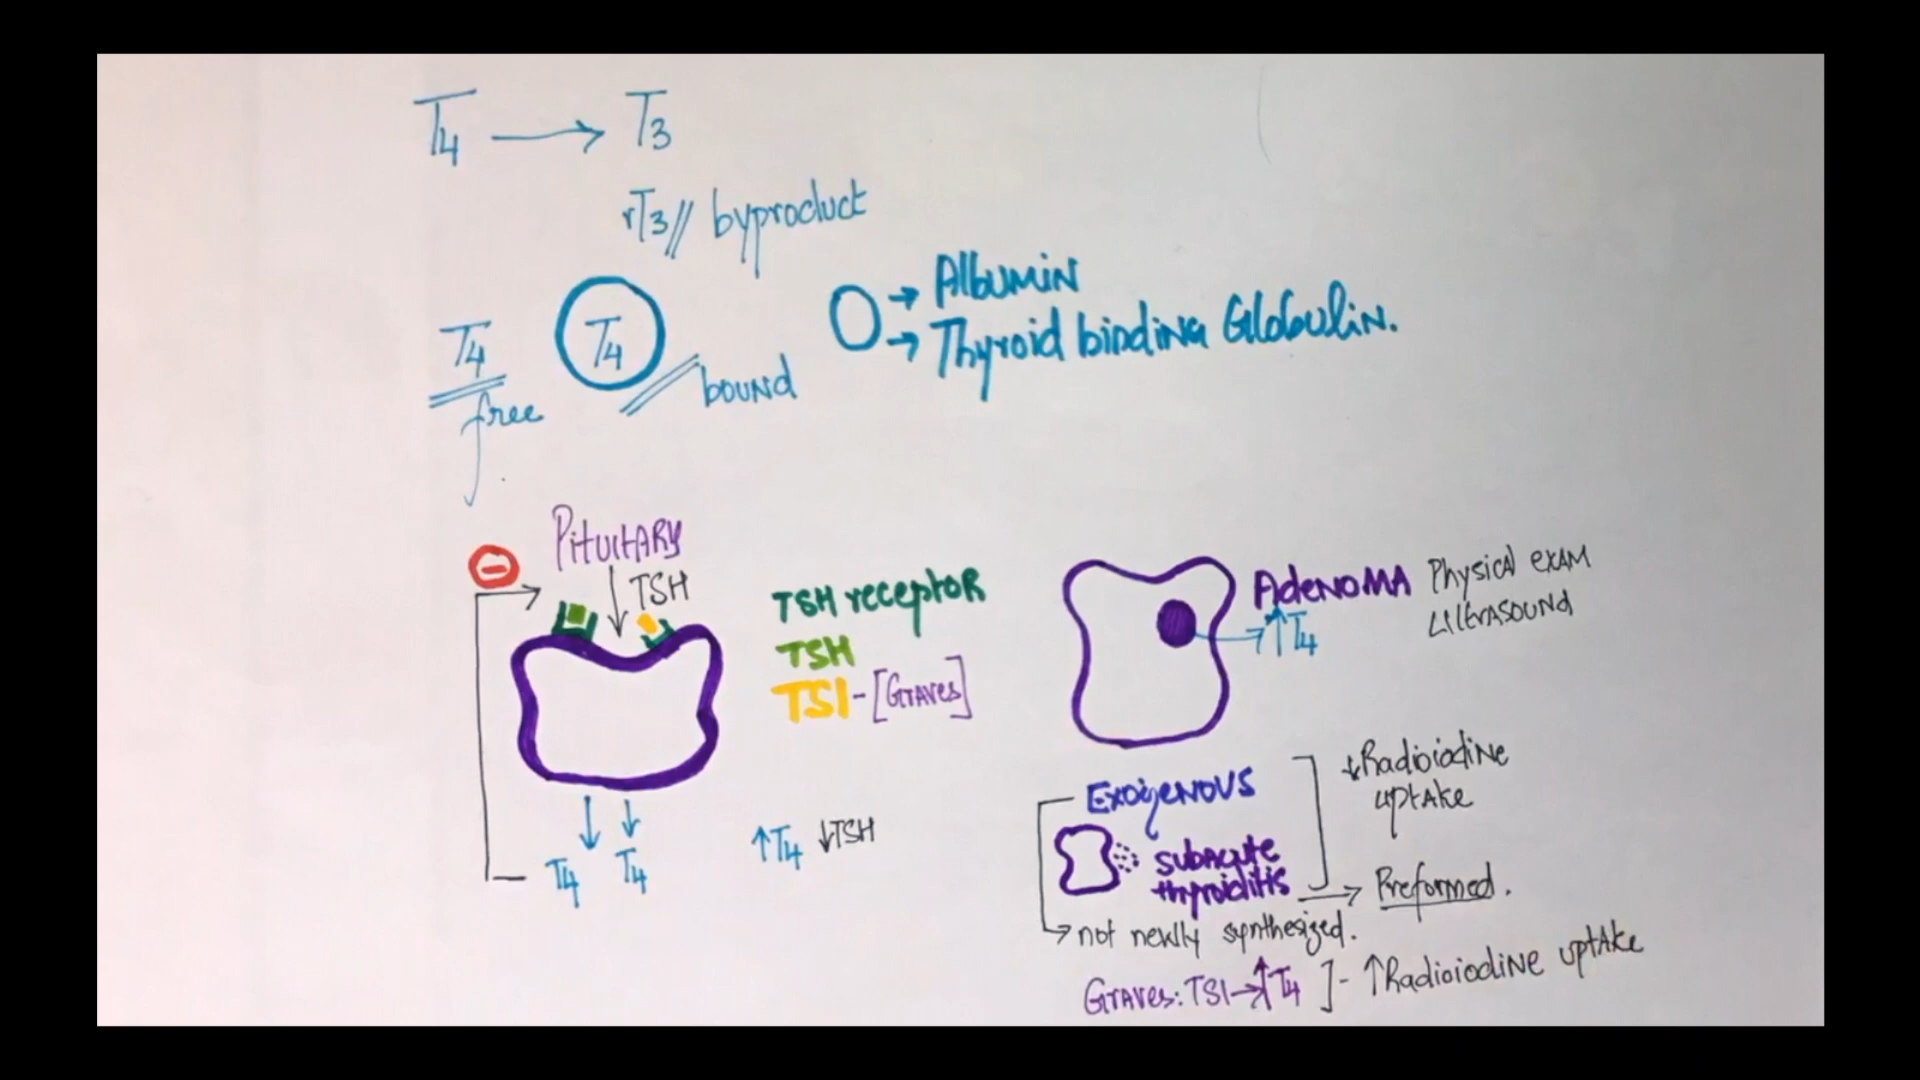 T4 → T3
rT3// byproduct
T4 free
T4 bound
O → Albumin
→ Thyroid binding Globulin.
Pituitary
TSH
TSH receptor
TSH
TSI - [Graves]
T4 T4
↑T4 ↓TSH
Adenoma
↑T4
Physical exam
Ultrasound
Exogenous
subacute
thyroiditis
↓Radioiodine
uptake
→ Preformed.
→ not newly synthesized.
Graves: TSI→↑T4 ] - ↑Radioiodine uptake